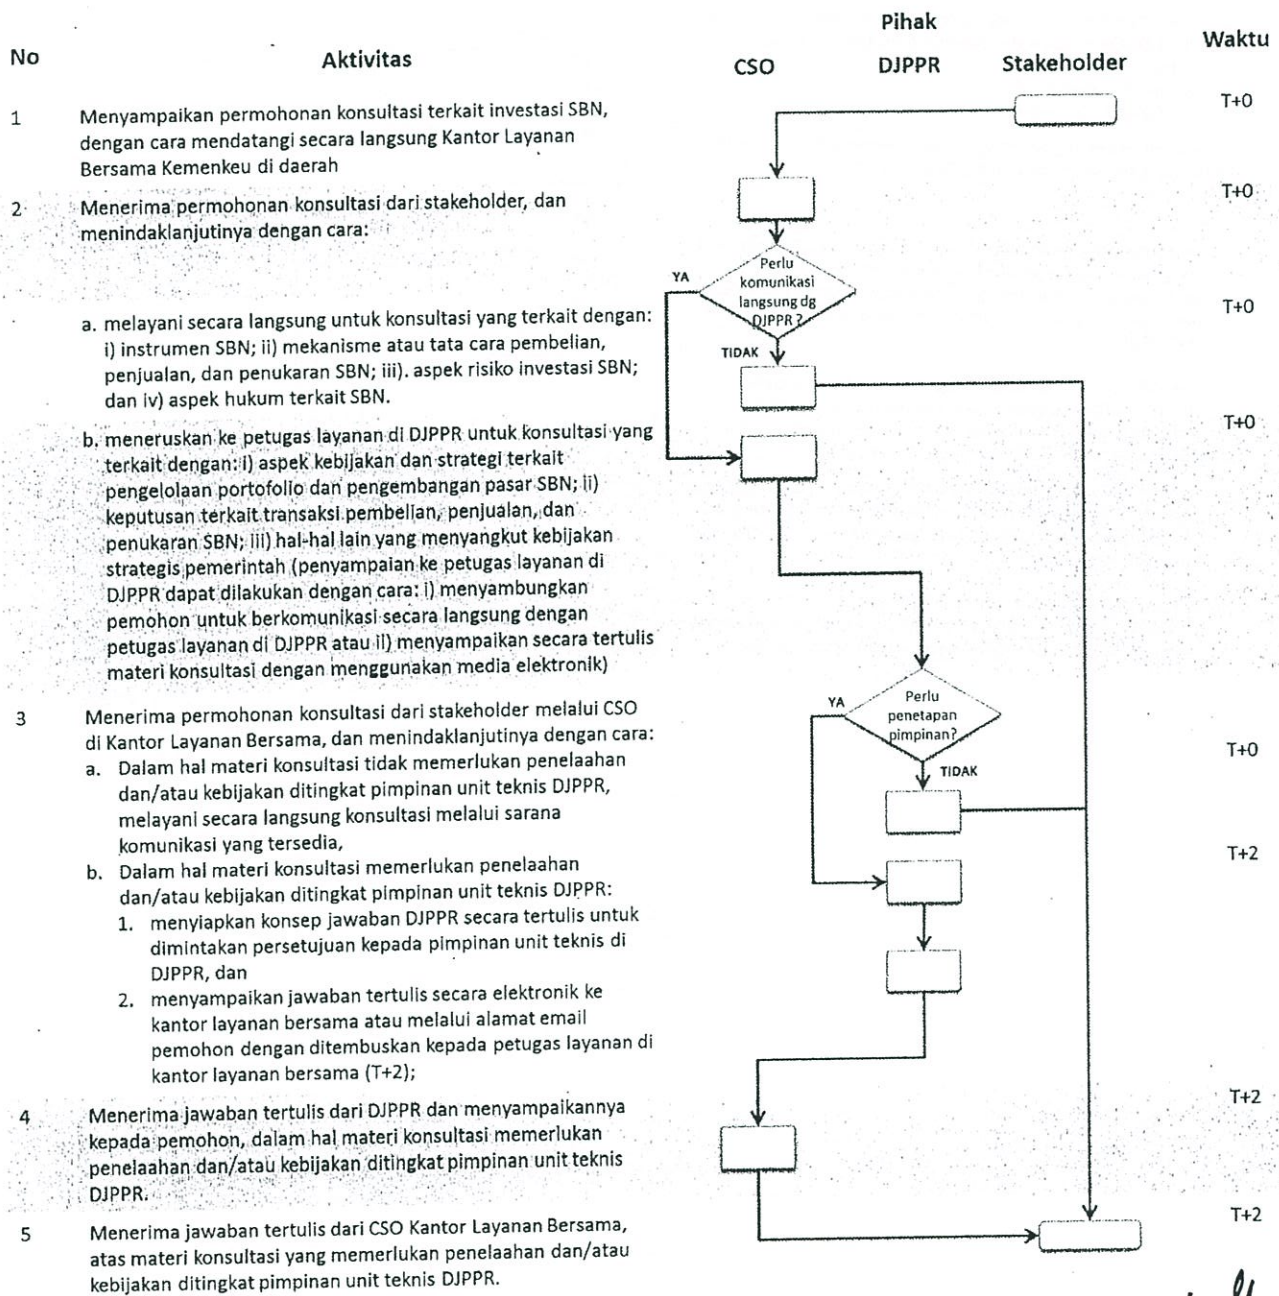 Pihak
No
Aktivitas
CSO
DJPPR
Stakeholder
Waktu
1
Menyampaikan permohonan konsultasi terkait investasi SBN,
dengan cara mendatangi secara langsung Kantor Layanan
Bersama Kemenkeu di daerah
T+0
2
Menerima permohonan konsultasi dari stakeholder, dan
menindaklanjutinya dengan cara:
T+0
Perlu
komunikasi
langsung dg
DJPPR ?
YA
TIDAK
a. melayani secara langsung untuk konsultasi yang terkait dengan:
i) instrumen SBN; ii) mekanisme atau tata cara pembelian,
penjualan, dan penukaran SBN; iii). aspek risiko investasi SBN;
dan iv) aspek hukum terkait SBN.
T+0
b. meneruskan ke petugas layanan di DJPPR untuk konsultasi yang
terkait dengan: i) aspek kebijakan dan strategi terkait
pengelolaan portofolio dan pengembangan pasar SBN; ii)
keputusan terkait transaksi pembelian, penjualan, dan
penukaran SBN; iii) hal-hal lain yang menyangkut kebijakan
strategis pemerintah (penyampaian ke petugas layanan di
DJPPR dapat dilakukan dengan cara: i) menyambungkan
pemohon untuk berkomunikasi secara langsung dengan
petugas layanan di DJPPR atau ii) menyampaikan secara tertulis
materi konsultasi dengan menggunakan media elektronik)
T+0
3
Menerima permohonan konsultasi dari stakeholder melalui CSO
di Kantor Layanan Bersama, dan menindaklanjutinya dengan cara:
a. Dalam hal materi konsultasi tidak memerlukan penelaahan
dan/atau kebijakan ditingkat pimpinan unit teknis DJPPR,
melayani secara langsung konsultasi melalui sarana
komunikasi yang tersedia,
YA
Perlu
penetapan
pimpinan?
TIDAK
T+0
b. Dalam hal materi konsultasi memerlukan penelaahan
dan/atau kebijakan ditingkat pimpinan unit teknis DJPPR:
1. menyiapkan konsep jawaban DJPPR secara tertulis untuk
dimintakan persetujuan kepada pimpinan unit teknis di
DJPPR, dan
2. menyampaikan jawaban tertulis secara elektronik ke
kantor layanan bersama atau melalui alamat email
pemohon dengan ditembuskan kepada petugas layanan di
kantor layanan bersama (T+2);
T+2
4
Menerima jawaban tertulis dari DJPPR dan menyampaikannya
kepada pemohon, dalam hal materi konsultasi memerlukan
penelaahan dan/atau kebijakan ditingkat pimpinan unit teknis
DJPPR.
T+2
5
Menerima jawaban tertulis dari CSO Kantor Layanan Bersama,
atas materi konsultasi yang memerlukan penelaahan dan/atau
kebijakan ditingkat pimpinan unit teknis DJPPR.
T+2